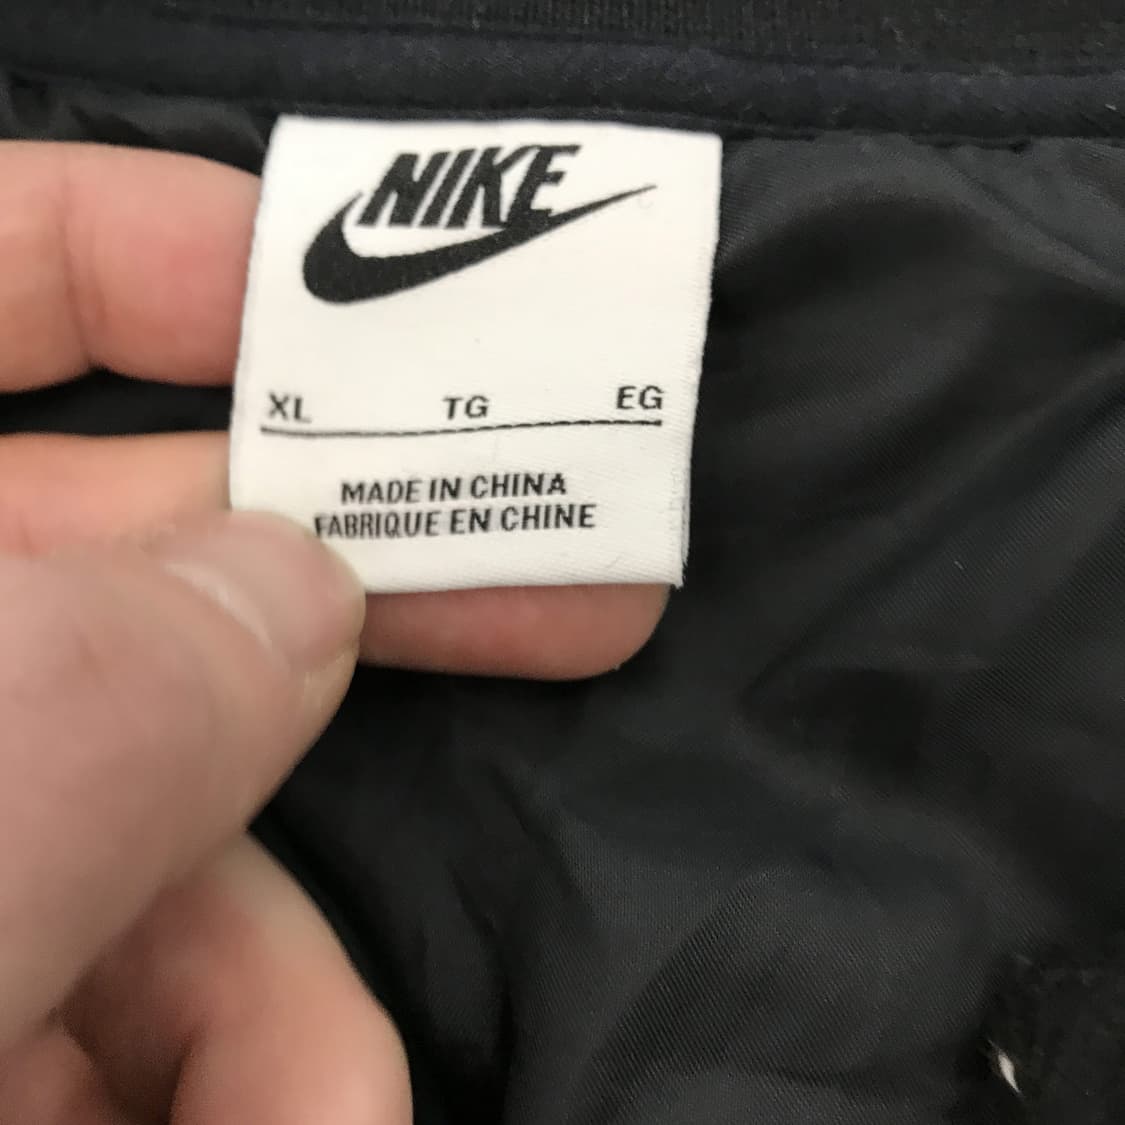 NIKE
XL TG EG
MADE IN CHINA
FABRIQUE EN CHINE